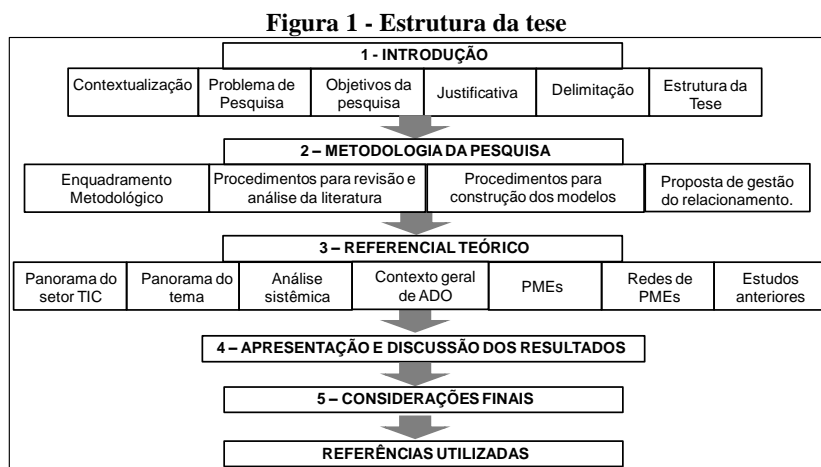 Figura 1 - Estrutura da tese
1 - INTRODUÇÃO
Contextualização
Problema de
Pesquisa
Objetivos da
pesquisa
Justificativa
Delimitação
Estrutura da
Tese
2 – METODOLOGIA DA PESQUISA
Enquadramento
Metodológico
Procedimentos para revisão e
análise da literatura
Procedimentos para
construção dos modelos
Proposta de gestão
do relacionamento.
3 – REFERENCIAL TEÓRICO
Panorama do
setor TIC
Panorama do
tema
Análise
sistêmica
Contexto geral
de ADO
PMEs
Redes de
PMEs
Estudos
anteriores
4 – APRESENTAÇÃO E DISCUSSÃO DOS RESULTADOS
5 – CONSIDERAÇÕES FINAIS
REFERÊNCIAS UTILIZADAS